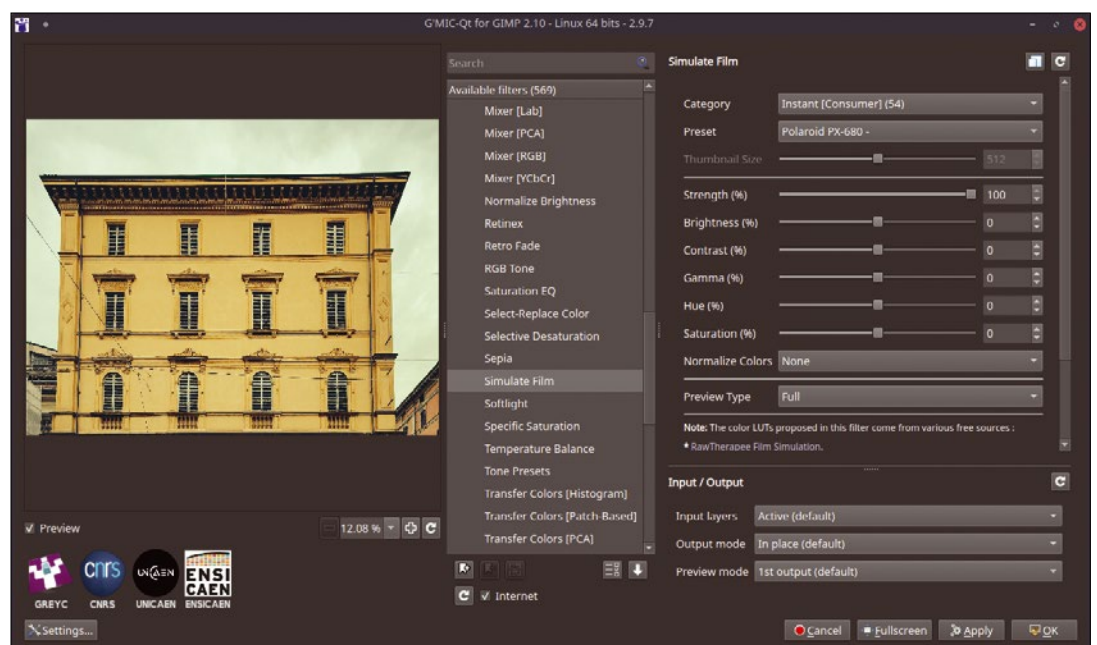 G'MIC-Qt for GIMP 2.10 - Linux 64 bits - 2.9.7
Search
Available filters (569)
Mixer [Lab]
Mixer [PCA]
Mixer [RGB]
Mixer [YCbCr]
Normalize Brightness
Retinex
Retro Fade
RGB Tone
Saturation EQ
Select-Replace Color
Selective Desaturation
Sepia
Simulate Film
Softlight
Specific Saturation
Temperature Balance
Tone Presets
Transfer Colors [Histogram]
Transfer Colors [Patch-Based]
Transfer Colors [PCA]
Internet
Simulate Film
Category Instant [Consumer] (54)
Preset Polaroid PX-680 -
Thumbnail Size 512
Strength (%) 100
Brightness (%) 0
Contrast (%) 0
Gamma (%) 0
Hue (%) 0
Saturation (%) 0
Normalize Colors None
Preview Type Full
Note: The color LUTs proposed in this filter come from various free sources :
* RawTherapee Film Simulation.
Input / Output
Input layers Active (default)
Output mode In place (default)
Preview mode 1st output (default)
Preview
12.08 %
cnrs
UNICAEN
ENSI
CAEN
GREYC
CNRS
UNICAEN
ENSICAEN
Settings...
Cancel
Fullscreen
Apply
OK